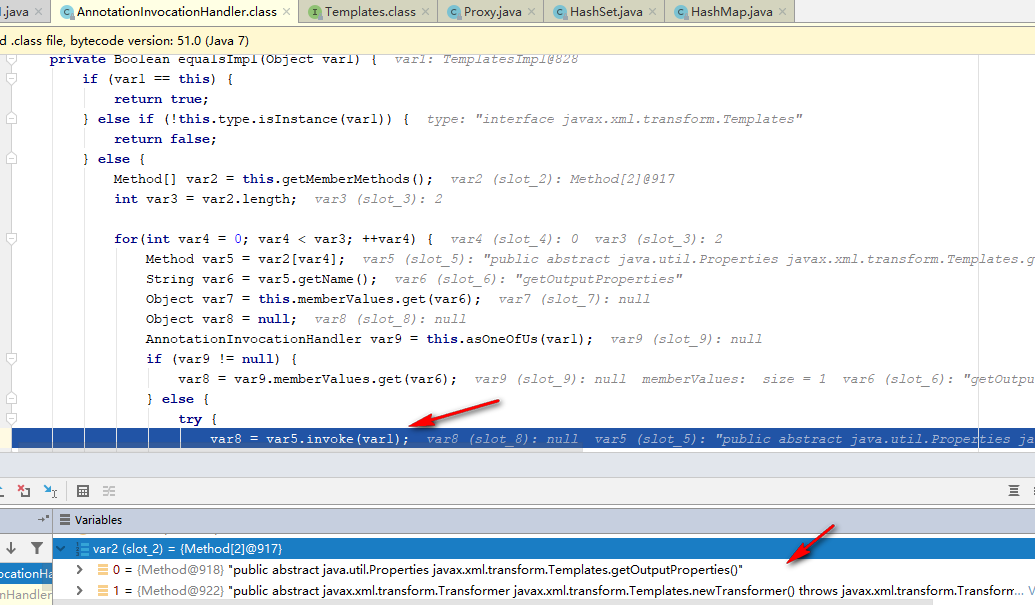 .java AnnotationInvocationHandler.class Templates.class Proxy.java HashSet.java HashMap.java
d .class file, bytecode version: 51.0 (Java 7)
private Boolean equalsImpl(Object var1) { var1: TemplatesImpl@828
if (var1 == this) {
return true;
} else if (!this.type.isInstance(var1)) { type: "interface javax.xml.transform.Templates"
return false;
} else {
Method[] var2 = this.getMemberMethods(); var2 (slot_2): Method[2]@917
int var3 = var2.length; var3 (slot_3): 2
for(int var4 = 0; var4 < var3; ++var4) { var4 (slot_4): 0 var3 (slot_3): 2
Method var5 = var2[var4]; var5 (slot_5): "public abstract java.util.Properties javax.xml.transform.Templates.g
String var6 = var5.getName(); var6 (slot_6): "getOutputProperties"
Object var7 = this.memberValues.get(var6); var7 (slot_7): null
Object var8 = null; var8 (slot_8): null
AnnotationInvocationHandler var9 = this.asOneOfUs(var1); var9 (slot_9): null
if (var9 != null) {
var8 = var9.memberValues.get(var6); var9 (slot_9): null memberValues: size = 1 var6 (slot_6): "getOutpu
} else {
try {
var8 = var5.invoke(var1); var8 (slot_8): null var5 (slot_5): "public abstract java.util.Properties ja
Variables
var2 (slot_2) = {Method[2]@917}
0 = {Method@918} "public abstract java.util.Properties javax.xml.transform.Templates.getOutputProperties()"
ocationHa
1 = {Method@922} "public abstract javax.xml.transform.Transformer javax.xml.transform.Templates.newTransformer() throws javax.xml.transform.Transform...
nHandler